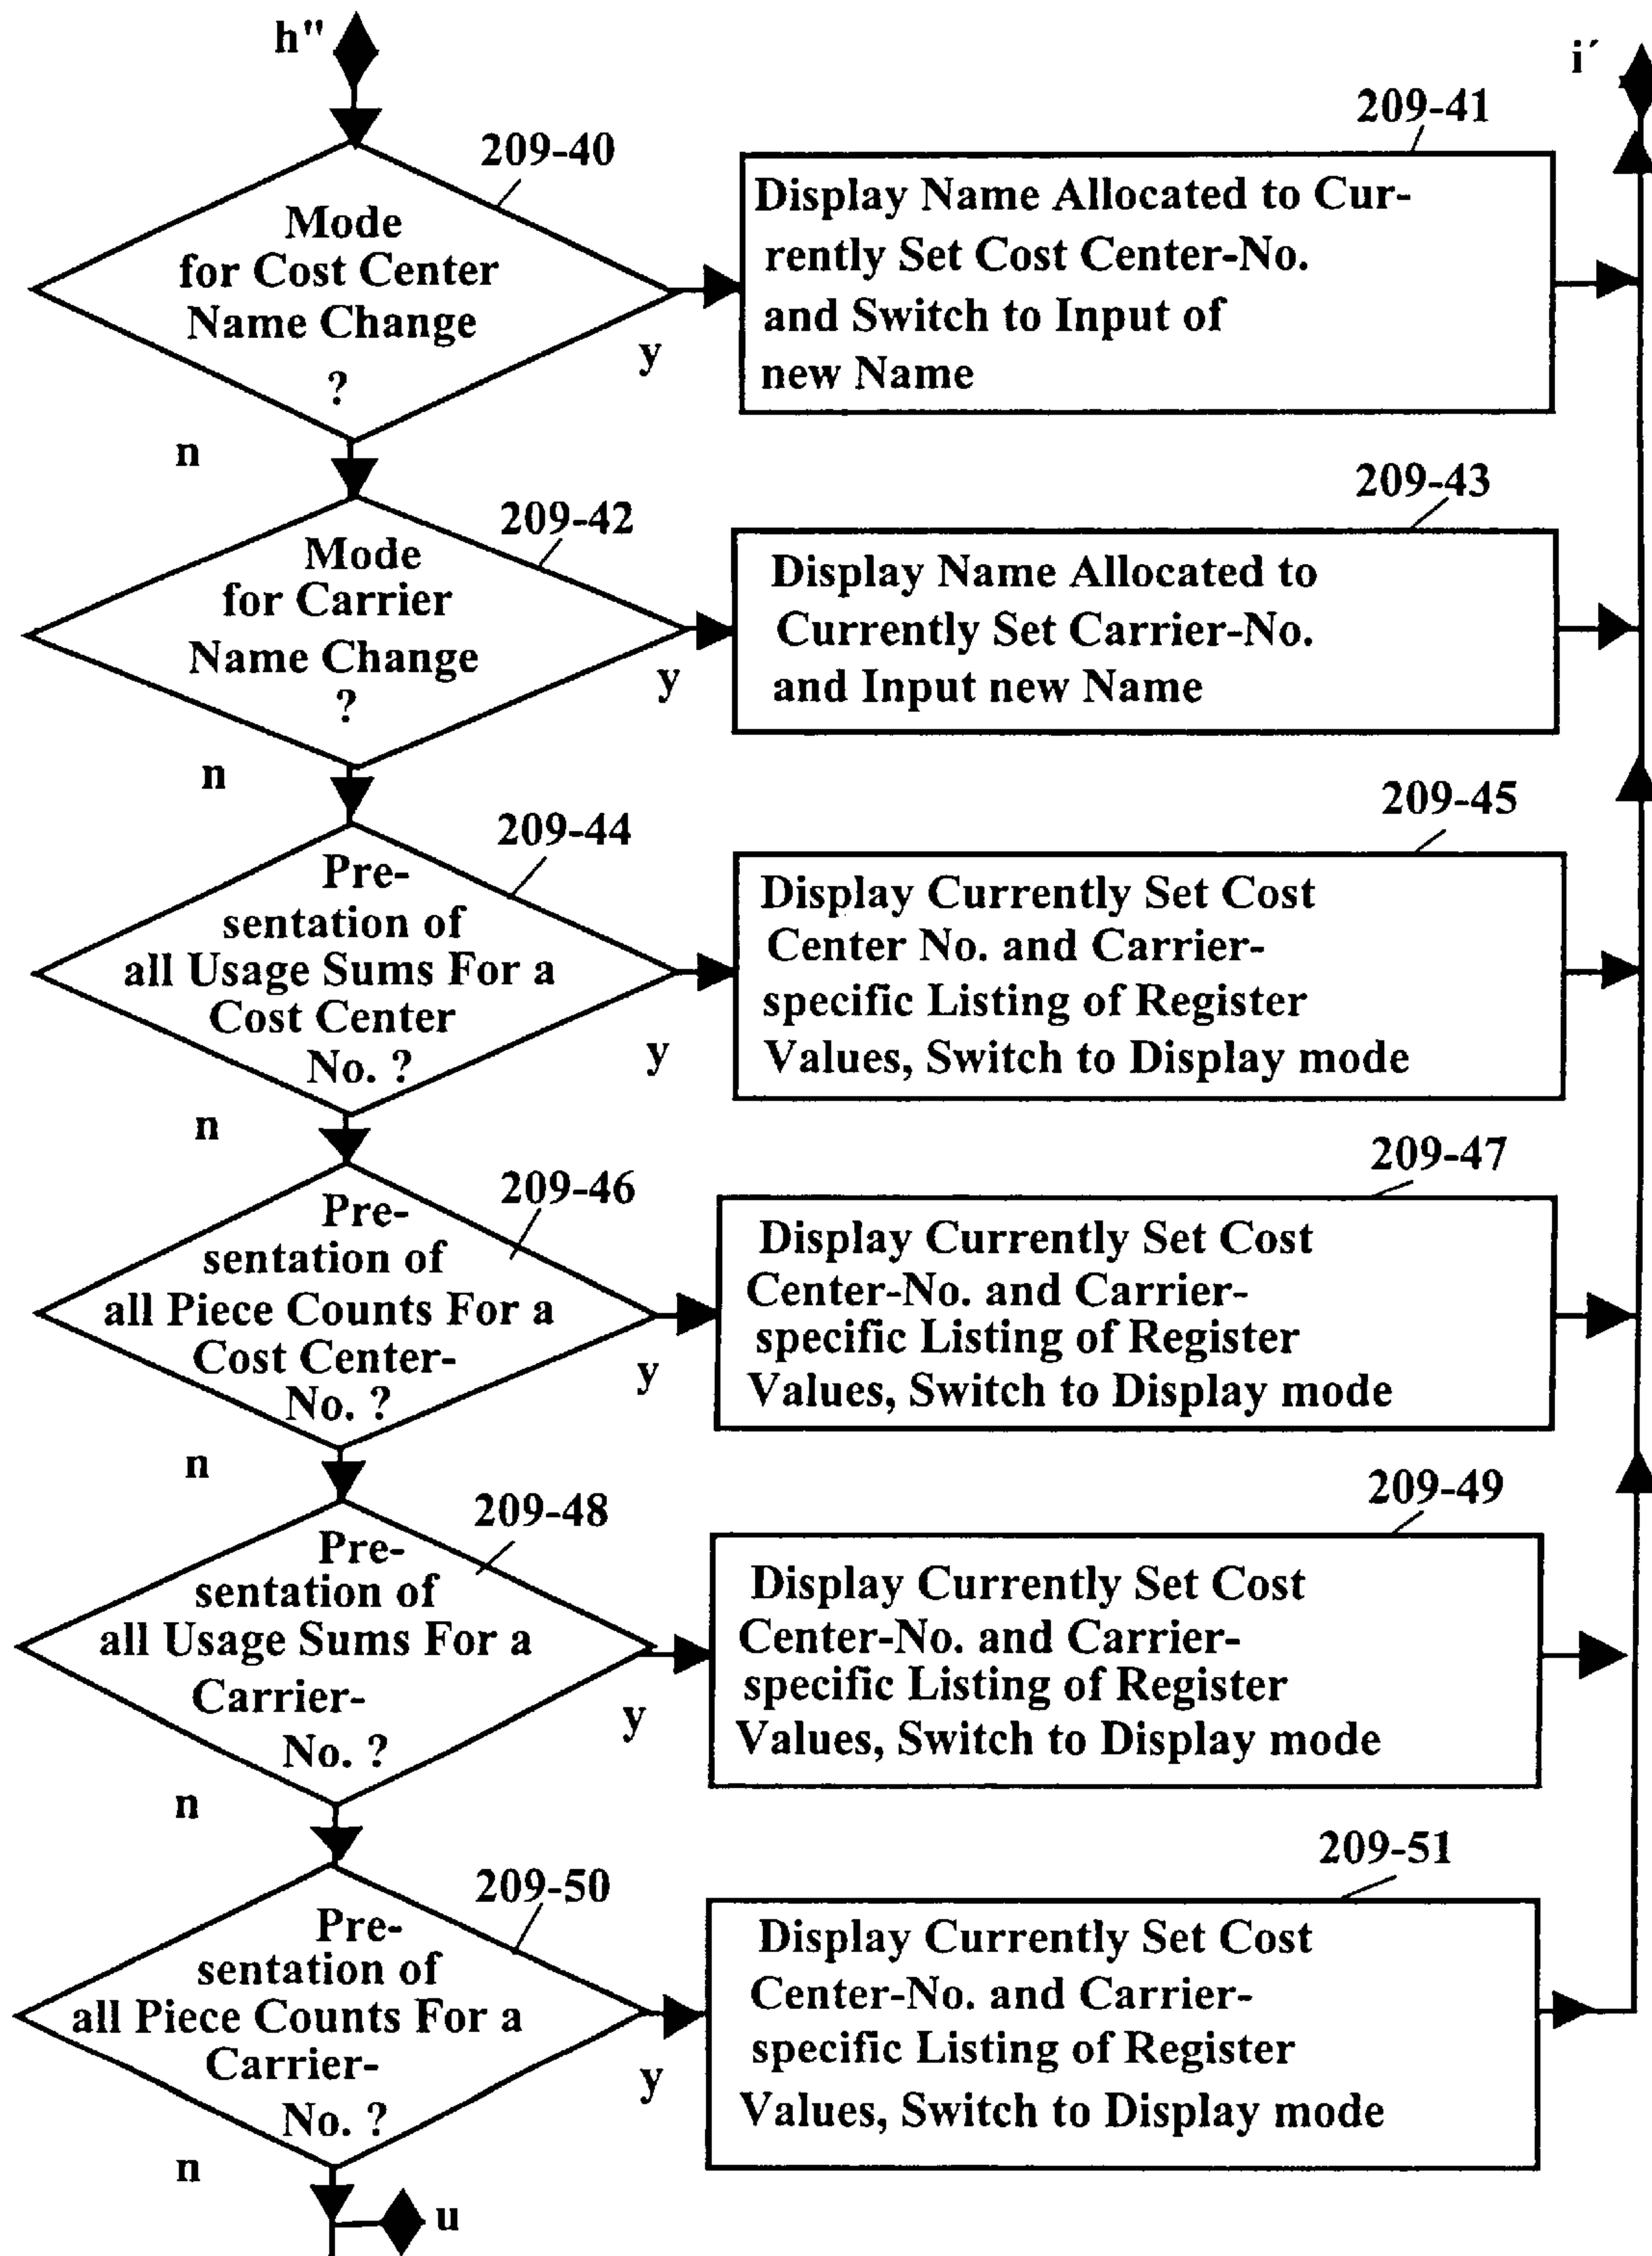 h"
i´
209-40
209-41
Mode
for Cost Center
Name Change
?
y
n
Display Name Allocated to Cur-
rently Set Cost Center-No.
and Switch to Input of
new Name
209-42
209-43
Mode
for Carrier
Name Change
?
y
n
Display Name Allocated to
Currently Set Carrier-No.
and Input new Name
209-44
209-45
Pre-
sentation of
all Usage Sums For a
Cost Center
No. ?
y
n
Display Currently Set Cost
Center No. and Carrier-
specific Listing of Register
Values, Switch to Display mode
209-46
209-47
Pre-
sentation of
all Piece Counts For a
Cost Center-
No. ?
y
n
Display Currently Set Cost
Center-No. and Carrier-
specific Listing of Register
Values, Switch to Display mode
209-48
209-49
Pre-
sentation of
all Usage Sums For a
Carrier-
No. ?
y
n
Display Currently Set Cost
Center-No. and Carrier-
specific Listing of Register
Values, Switch to Display mode
209-50
209-51
Pre-
sentation of
all Piece Counts For a
Carrier-
No. ?
y
n
Display Currently Set Cost
Center-No. and Carrier-
specific Listing of Register
Values, Switch to Display mode
u